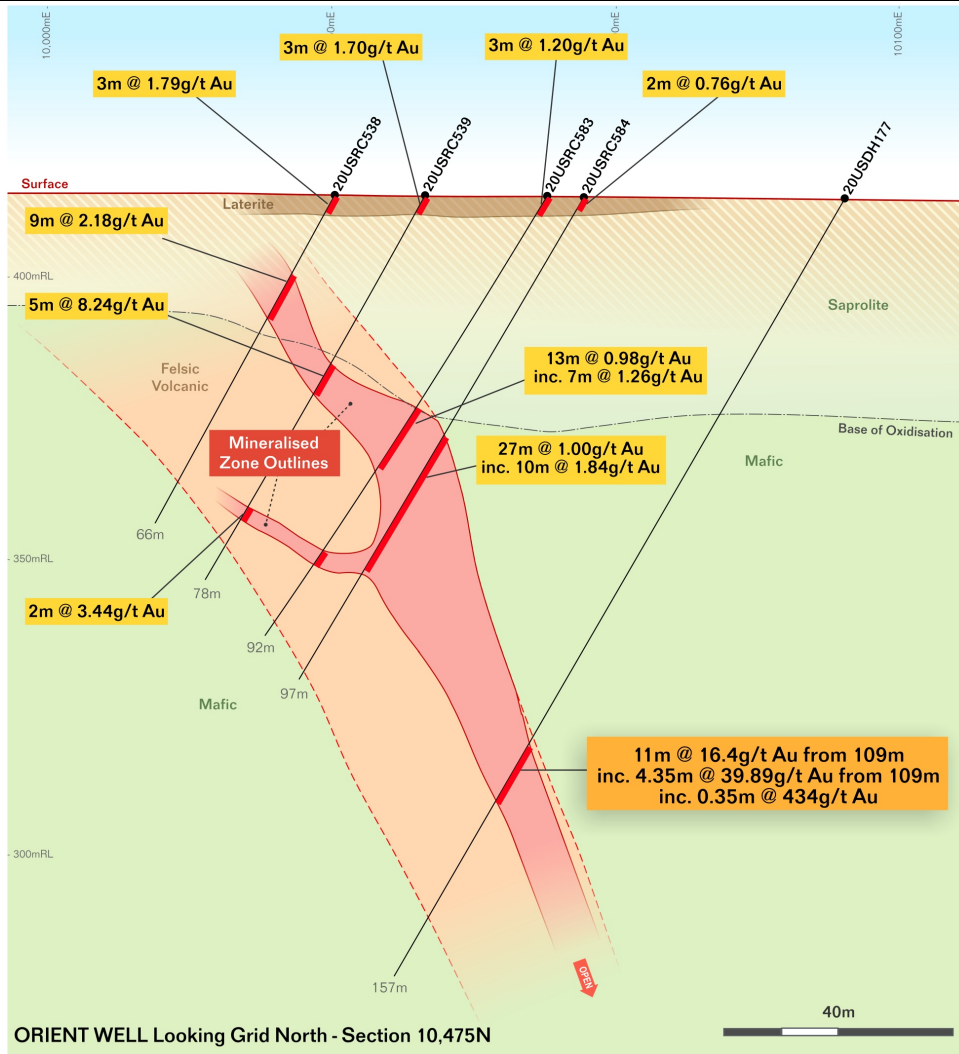 10,000mE
0mE
0mE
10100mE
3m @ 1.70g/t Au
3m @ 1.20g/t Au
3m @ 1.79g/t Au
2m @ 0.76g/t Au
20USRC538
20USRC539
20USRC583
20USRC584
20USDH177
Surface
Laterite
9m @ 2.18g/t Au
400mRL
5m @ 8.24g/t Au
Saprolite
Felsic
Volcanic
13m @ 0.98g/t Au
inc. 7m @ 1.26g/t Au
Base of Oxidisation
Mineralised
Zone Outlines
27m @ 1.00g/t Au
inc. 10m @ 1.84g/t Au
Mafic
66m
350mRL
78m
2m @ 3.44g/t Au
92m
97m
Mafic
11m @ 16.4g/t Au from 109m
inc. 4.35m @ 39.89g/t Au from 109m
inc. 0.35m @ 434g/t Au
300mRL
157m
OPEN
40m
ORIENT WELL Looking Grid North - Section 10,475N